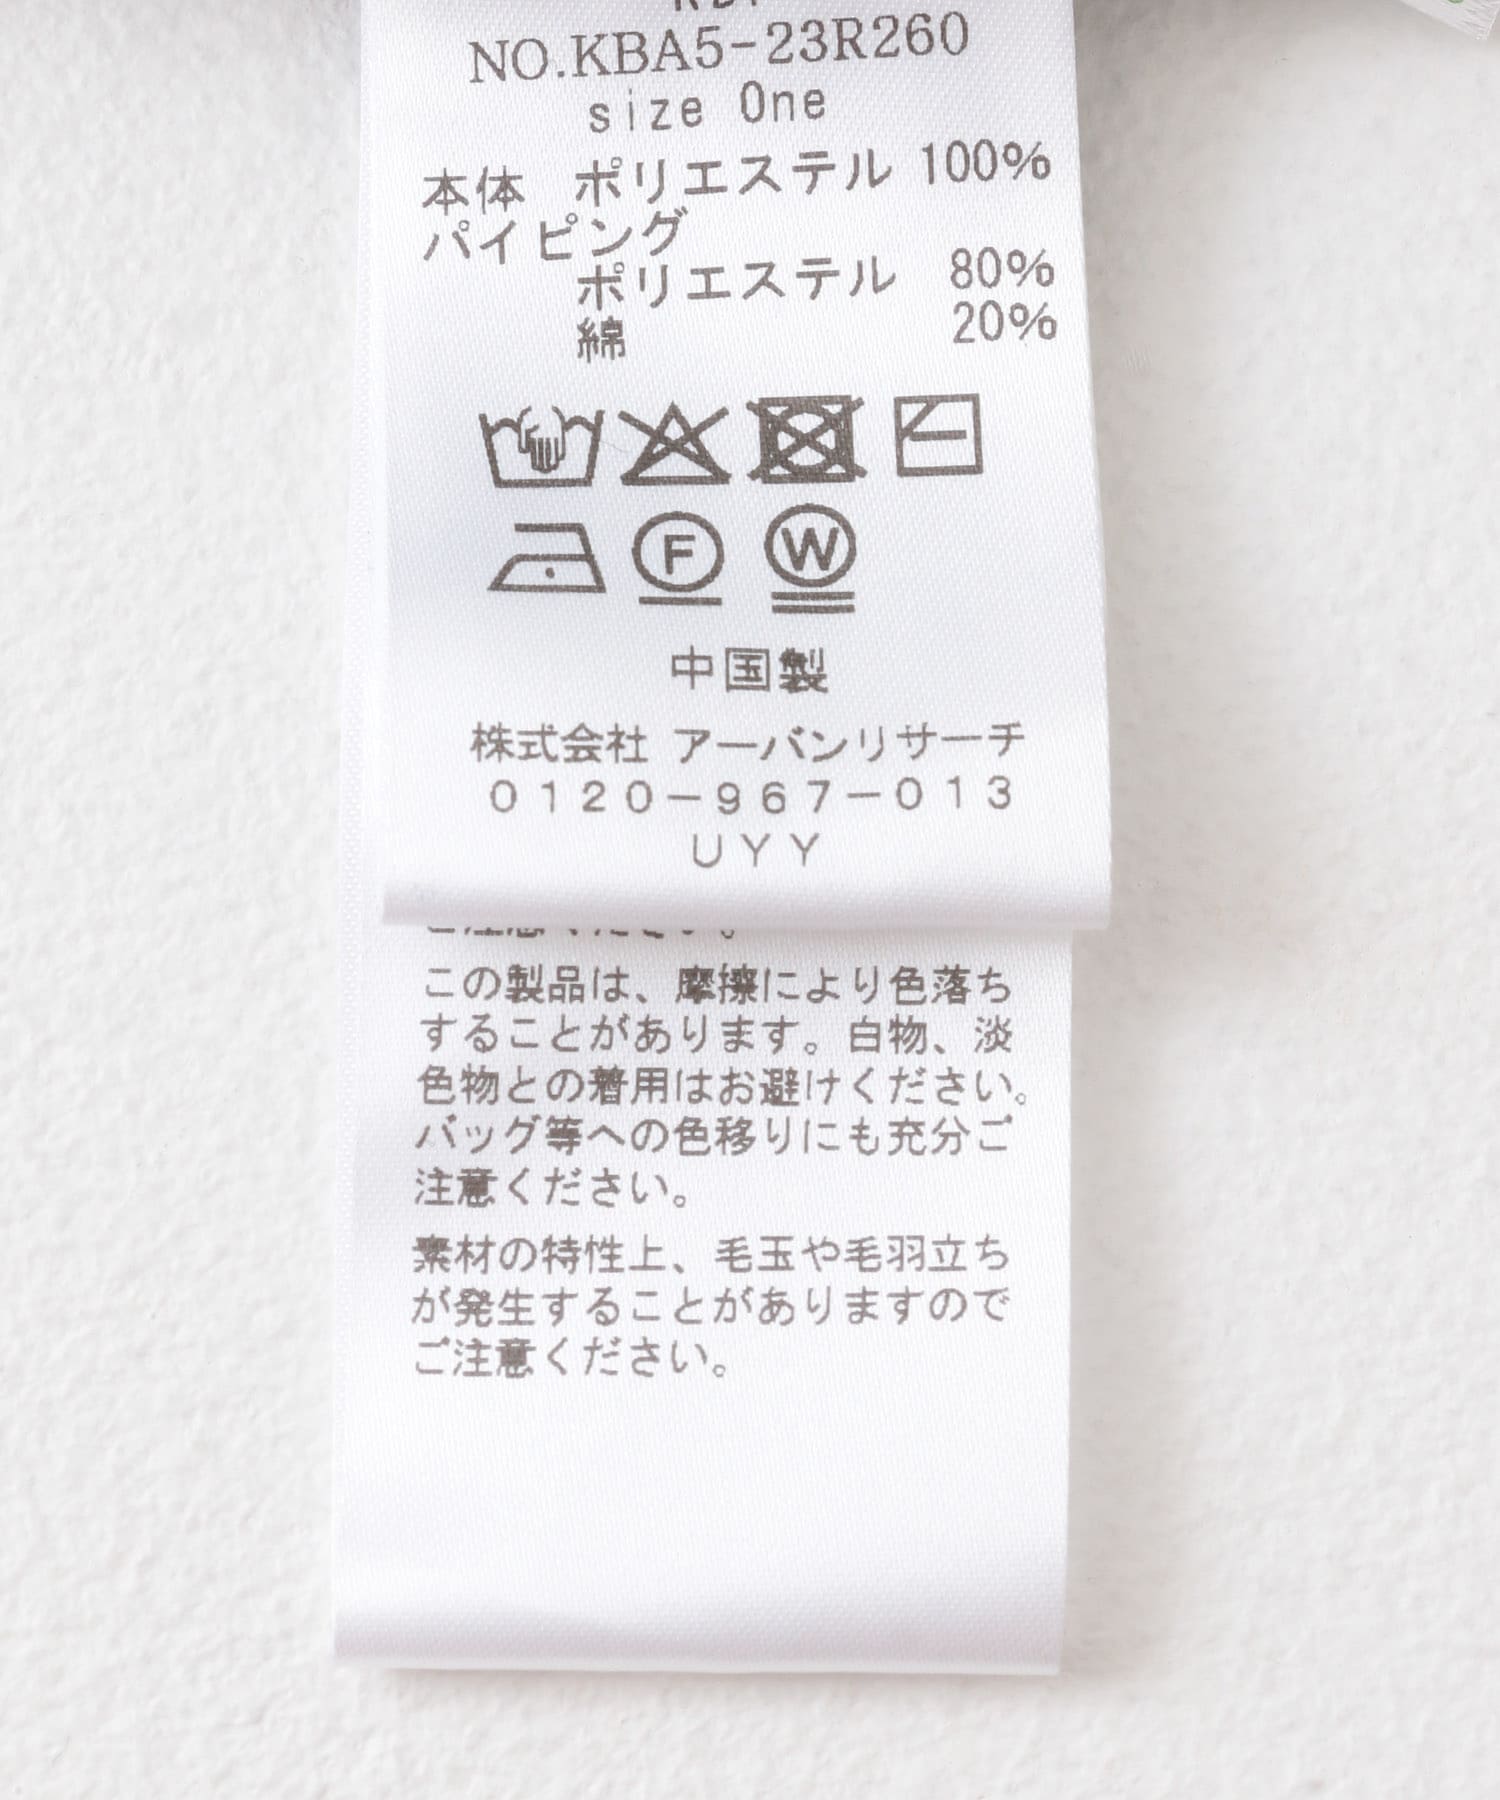 NO.KBA5-23R260
size One
本体 ポリエステル 100%
パイピング
ポリエステル 80%
綿 20%
F W
中国製
株式会社 アーバンリサーチ
0120-967-013
UYY
ご注意ください。
この製品は、摩擦により色落ち
することがあります。白物、淡
色物との着用はお避けください。
バッグ等への色移りにも充分ご
注意ください。
素材の特性上、毛玉や毛羽立ち
が発生することがありますので
ご注意ください。